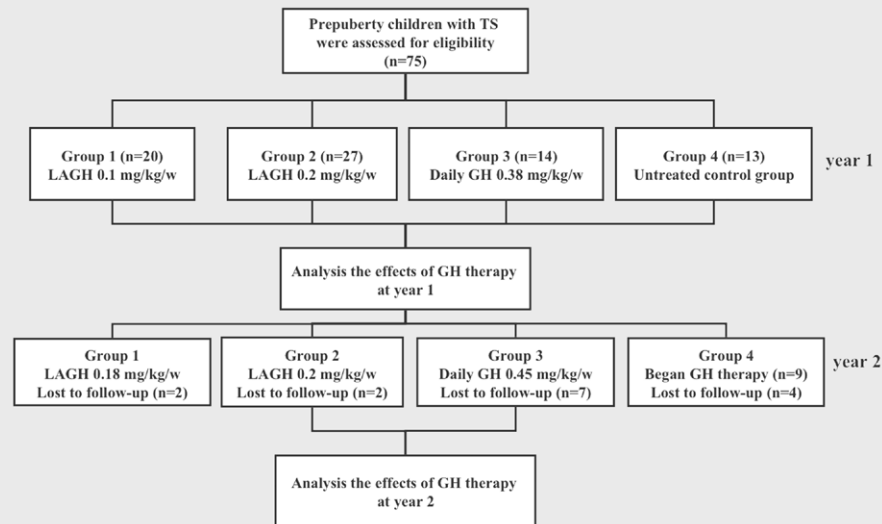 Prepuberty children with TS
were assessed for eligibility
(n=75)
Group 1 (n=20)
LAGH 0.1 mg/kg/w
Group 2 (n=27)
LAGH 0.2 mg/kg/w
Group 3 (n=14)
Daily GH 0.38 mg/kg/w
Group 4 (n=13)
Untreated control group
year 1
Analysis the effects of GH therapy
at year 1
Group 1
LAGH 0.18 mg/kg/w
Lost to follow-up (n=2)
Group 2
LAGH 0.2 mg/kg/w
Lost to follow-up (n=2)
Group 3
Daily GH 0.45 mg/kg/w
Lost to follow-up (n=7)
Group 4
Began GH therapy (n=9)
Lost to follow-up (n=4)
year 2
Analysis the effects of GH therapy
at year 2